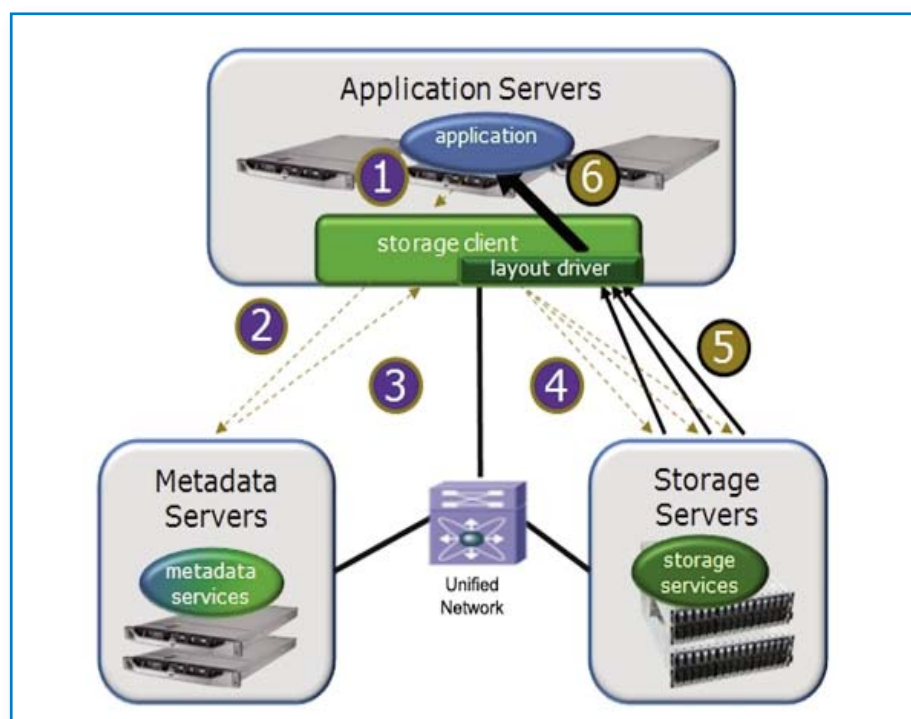 Application Servers
application
1
6
storage client
layout driver
2
3
4
5
Metadata
Servers
metadata
services
Unified
Network
Storage
Servers
storage
services